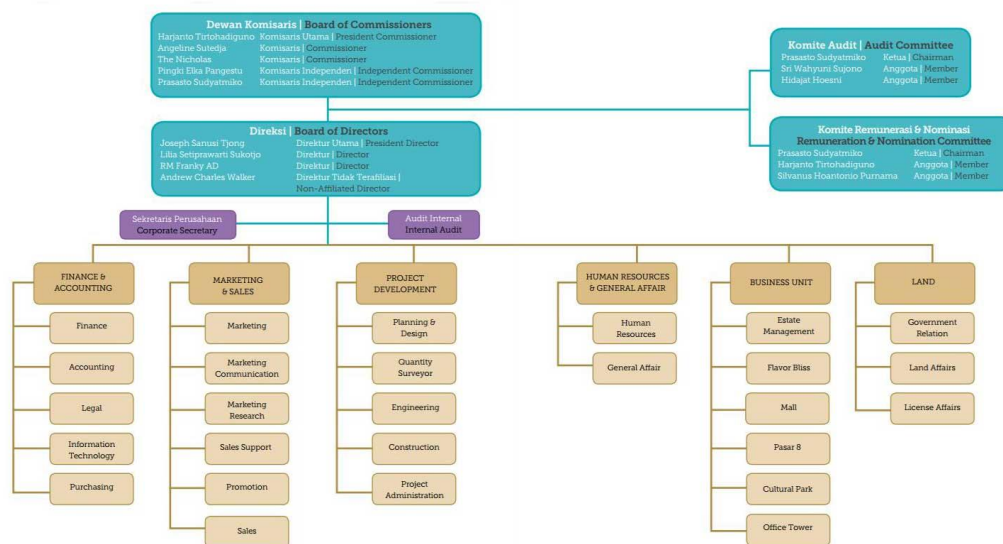 Dewan Komisaris | Board of Commissioners
Harjanto Tirtohadiguno Komisaris Utama | President Commissioner
Angeline Sutedja Komisaris | Commissioner
The Nicholas Komisaris | Commissioner
Pingki Elka Pangestu Komisaris Independen | Independent Commissioner
Prasasto Sudyatmiko Komisaris Independen | Independent Commissioner
Komite Audit | Audit Committee
Prasasto Sudyatmiko Ketua | Chairman
Sri Wahyuni Sujono Anggota | Member
Hidajat Hoesni Anggota | Member
Direksi | Board of Directors
Joseph Sanusi Tjong Direktur Utama | President Director
Lilia Setiprawarti Sukotjo Direktur | Director
RM Franky AD Direktur | Director
Andrew Charles Walker Direktur Tidak Terafiliasi |
Non-Affiliated Director
Komite Remunerasi & Nominasi
Remuneration & Nomination Committee
Prasasto Sudyatmiko Ketua | Chairman
Harjanto Tirtohadiguno Anggota | Member
Silvanus Hoantonio Purnama Anggota | Member
Sekretaris Perusahaan
Corporate Secretary
Audit Internal
Internal Audit
FINANCE &
ACCOUNTING
Finance
Accounting
Legal
Information
Technology
Purchasing
MARKETING
& SALES
Marketing
Marketing
Communication
Marketing
Research
Sales Support
Promotion
Sales
PROJECT
DEVELOPMENT
Planning &
Design
Quantity
Surveyor
Engineering
Construction
Project
Administration
HUMAN RESOURCES
& GENERAL AFFAIR
Human
Resources
General Affair
BUSINESS UNIT
Estate
Management
Flavor Bliss
Mall
Pasar 8
Cultural Park
Office Tower
LAND
Government
Relation
Land Affairs
License Affairs